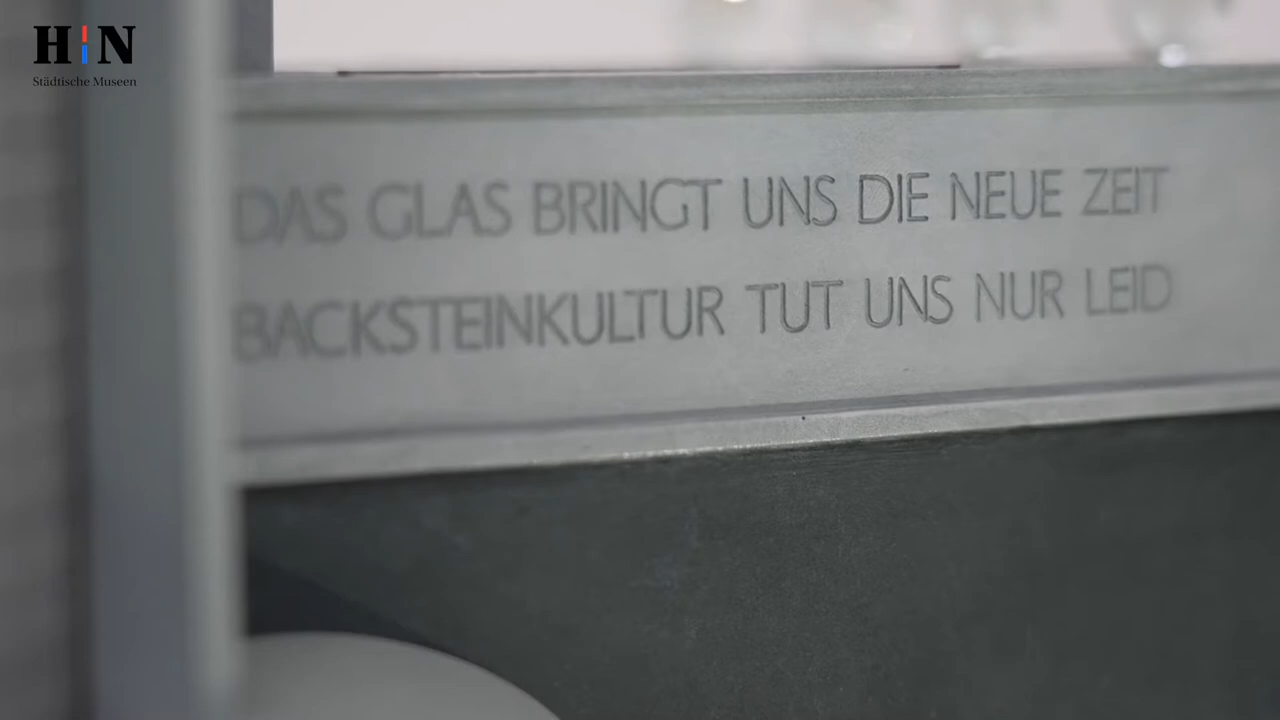 H¦N
Städtische Museen
DAS GLAS BRINGT UNS DIE NEUE ZEIT
BACKSTEINKULTUR TUT UNS NUR LEID